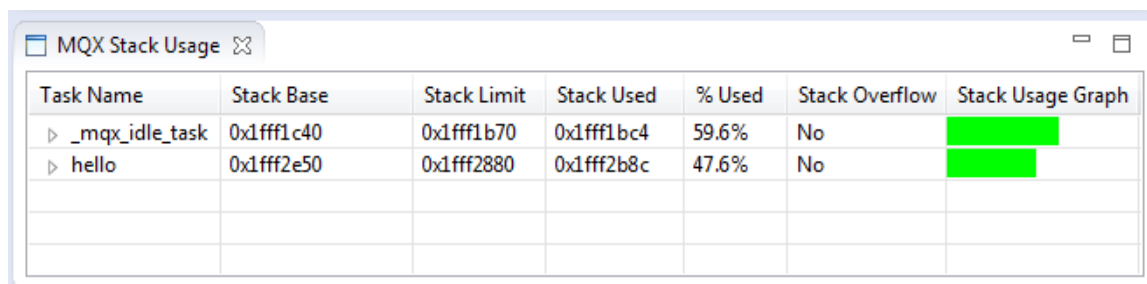 MQX Stack Usage
Task Name Stack Base Stack Limit Stack Used % Used Stack Overflow Stack Usage Graph
_mqx_idle_task 0x1fff1c40 0x1fff1b70 0x1fff1bc4 59.6% No
hello 0x1fff2e50 0x1fff2880 0x1fff2b8c 47.6% No